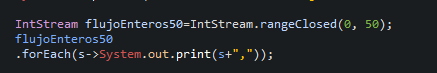 IntStream flujoEnteros50=IntStream.rangeClosed(0, 50);
flujoEnteros50
.forEach(s->System.out.print(s+","));